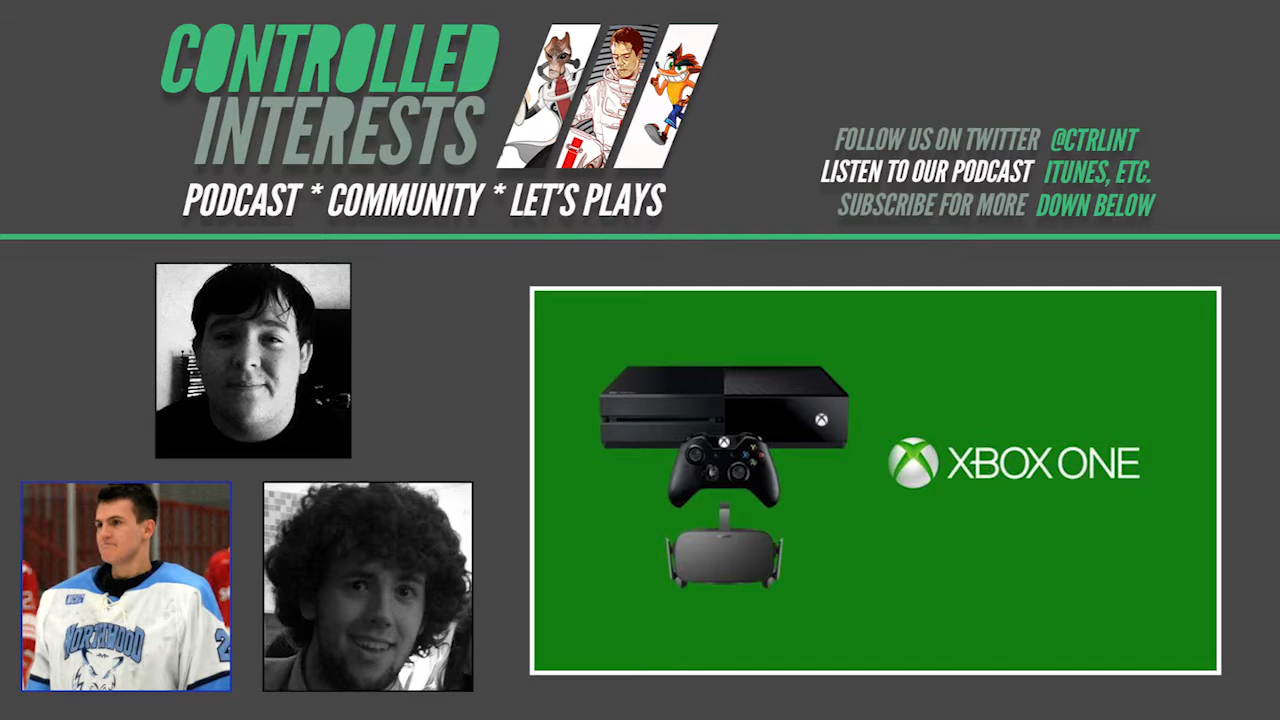 CONTROLLED
INTERESTS
PODCAST * COMMUNITY * LET'S PLAYS
FOLLOW US ON TWITTER @CTRLINT
LISTEN TO OUR PODCAST ITUNES, ETC.
SUBSCRIBE FOR MORE DOWN BELOW
XBOX ONE
NORTHWOOD
2